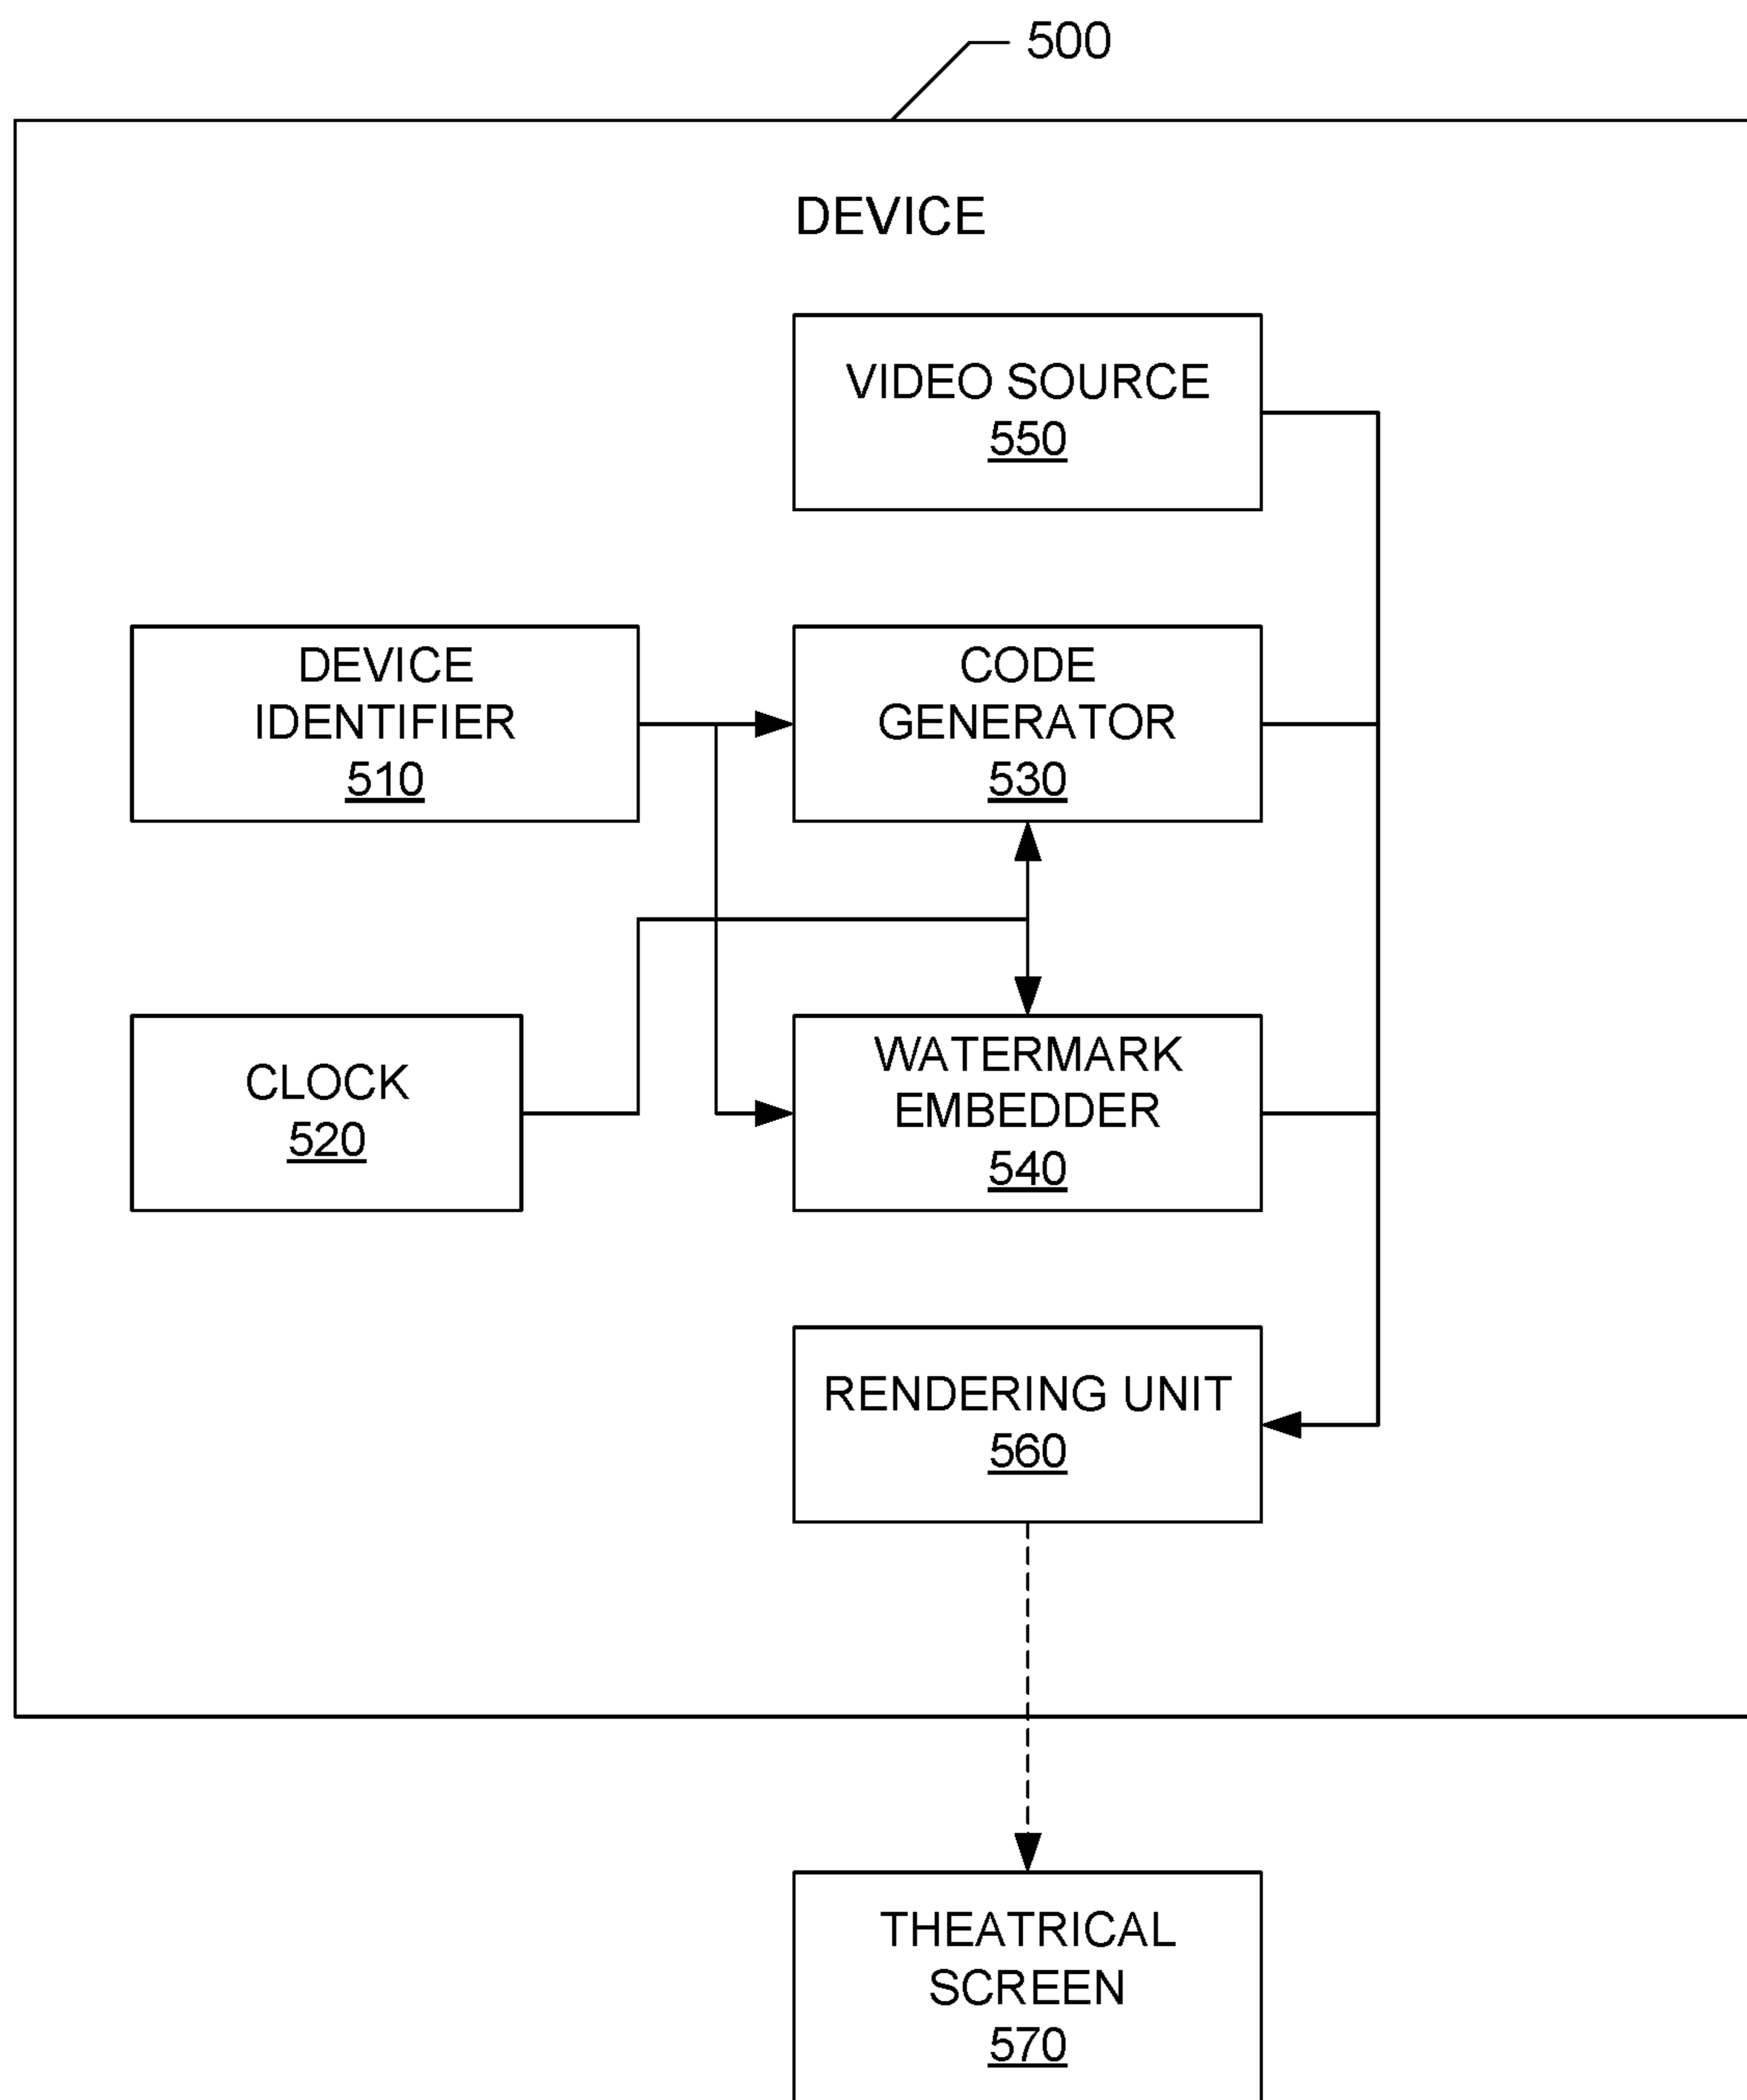 500
DEVICE
VIDEO SOURCE
550
DEVICE
IDENTIFIER
510
CODE
GENERATOR
530
CLOCK
520
WATERMARK
EMBEDDER
540
RENDERING UNIT
560
THEATRICAL
SCREEN
570